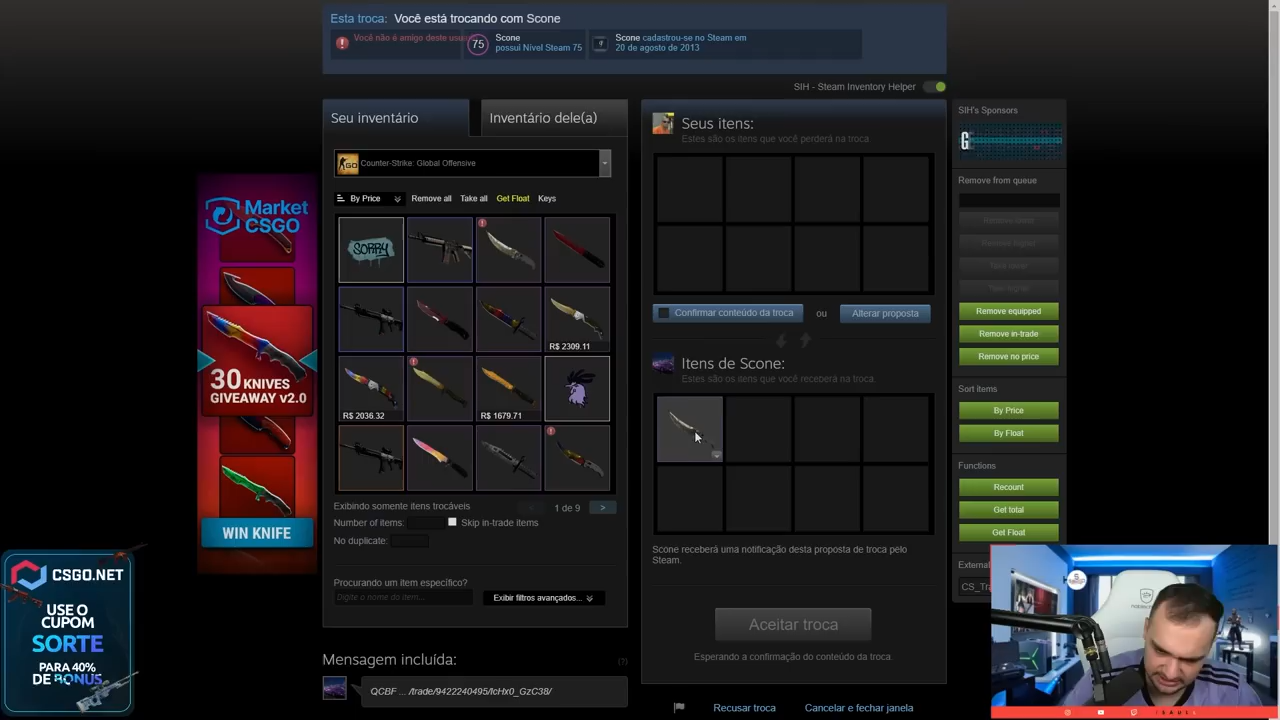 Esta troca: Você está trocando com Scone
Você não é amigo deste
75
Scone
possui Nível Steam 75
Scone cadastrou-se no Steam em
20 de agosto de 2013
SIH - Steam Inventory Helper
Seu inventário
Inventário dele(a)
Counter-Strike: Global Offensive
By Price
Remove all
Take all
Get Float
Keys
SORRY
R$ 2309.11
R$ 2036.32
R$ 1679.71
Exibindo somente itens trocáveis
1 de 9
>
Number of items:
Skip in-trade items
No duplicate:
Procurando um item específico?
Digite o nome do item...
Exibir filtros avançados...
Mensagem incluída:
(?)
QCBF ... /trade/9422240495/lcHx0_GzC38/
Seus itens:
Estes são os itens que você perderá na troca.
Confirmar conteúdo da troca
ou
Alterar proposta
Itens de Scone:
Estes são os itens que você receberá na troca.
Scone receberá uma notificação desta proposta de troca pelo
Steam.
Aceitar troca
Esperando a confirmação do conteúdo da troca.
Recusar troca
Cancelar e fechar janela
SIH's Sponsors
Remove from queue
Remove equipped
Remove in-trade
Remove no price
Sort items
By Price
By Float
Functions
Recount
Get total
Get Float
CS_Tra
Market
CSGO
30 KNIVES
GIVEAWAY v2.0
WIN KNIFE
CSGO.NET
USE O
CUPOM
SORTE
PARA 40%
DE BONUS